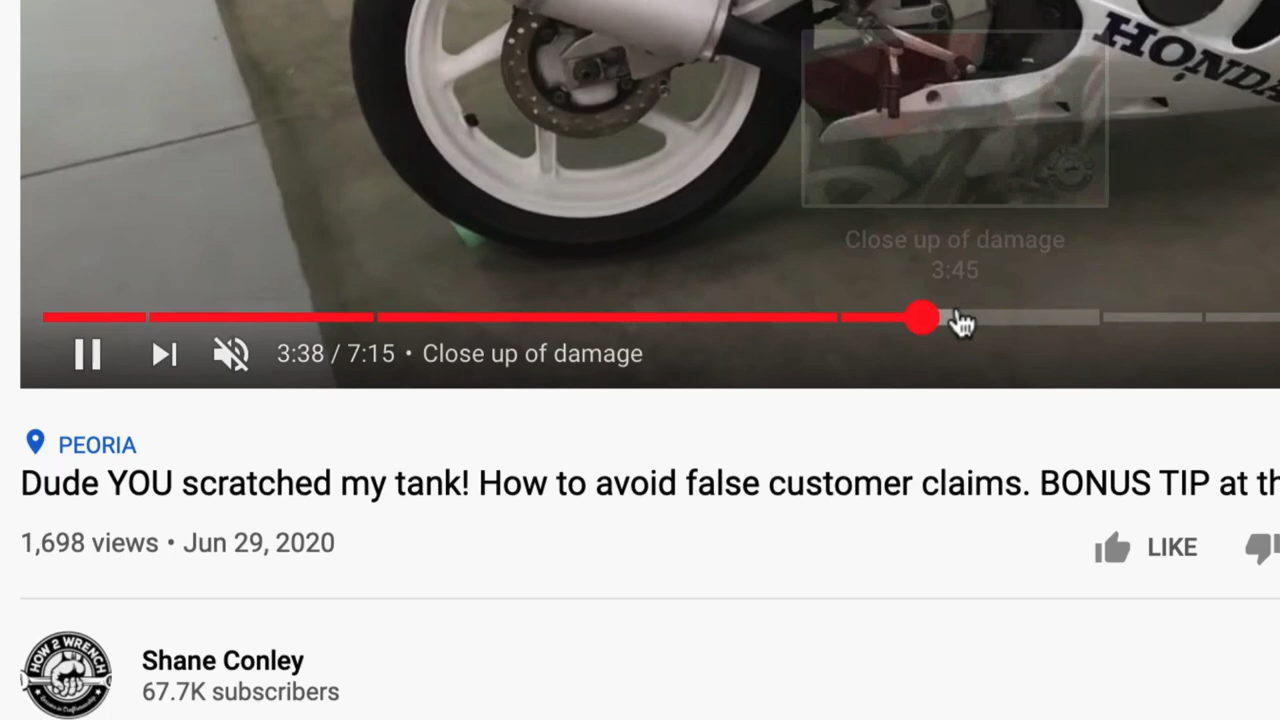 HONDA
Close up of damage
3:45
3:38 / 7:15 • Close up of damage
PEORIA
Dude YOU scratched my tank! How to avoid false customer claims. BONUS TIP at th
1,698 views • Jun 29, 2020
LIKE
HOW 2 WRENCH
Shane Conley
67.7K subscribers